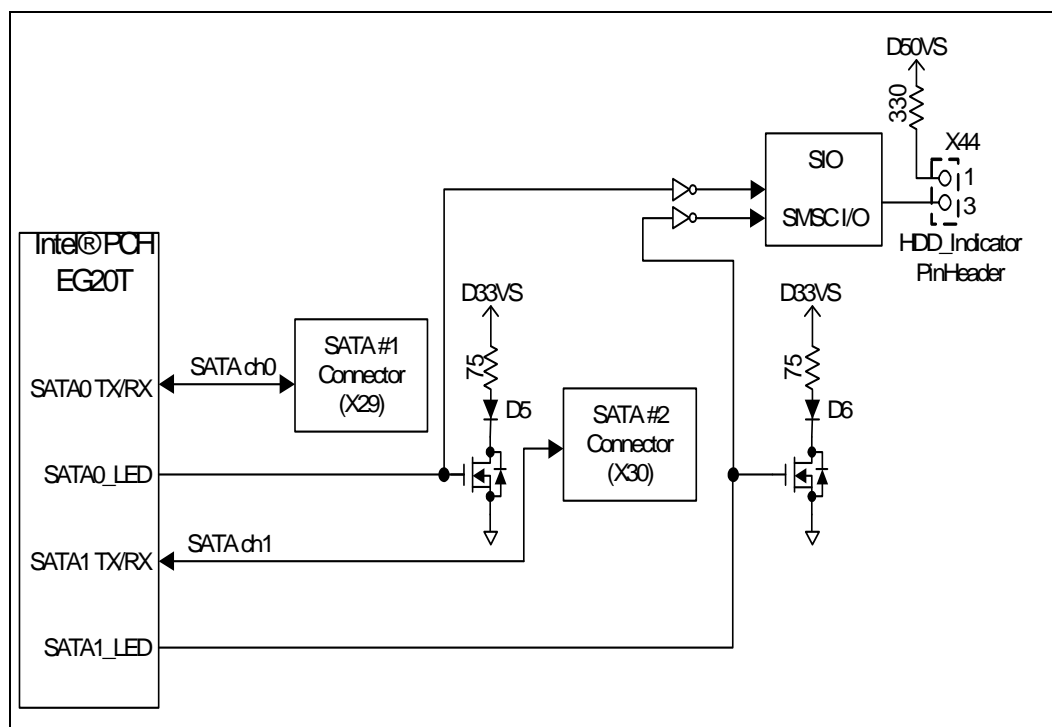 D50VS
330
X44
SIO
SMSC I/O
1
3
HDD_Indicator
PinHeader
Intel® PCH
EG20T
D33VS
75
D5
D33VS
75
D6
SATA #1
Connector
(X29)
SATA ch0
SATA0 TX/RX
SATA #2
Connector
(X30)
SATA0_LED
SATA ch1
SATA1 TX/RX
SATA1_LED